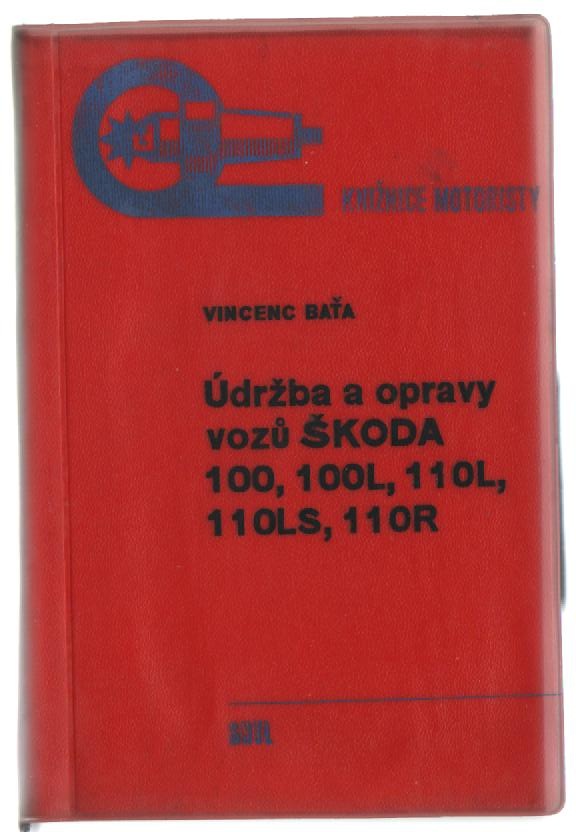 KNIŽNICE MOTORISTY
VINCENC BAŤA
Údržba a opravy
vozů ŠKODA
100, 100L, 110L,
110LS, 110R
SNTL